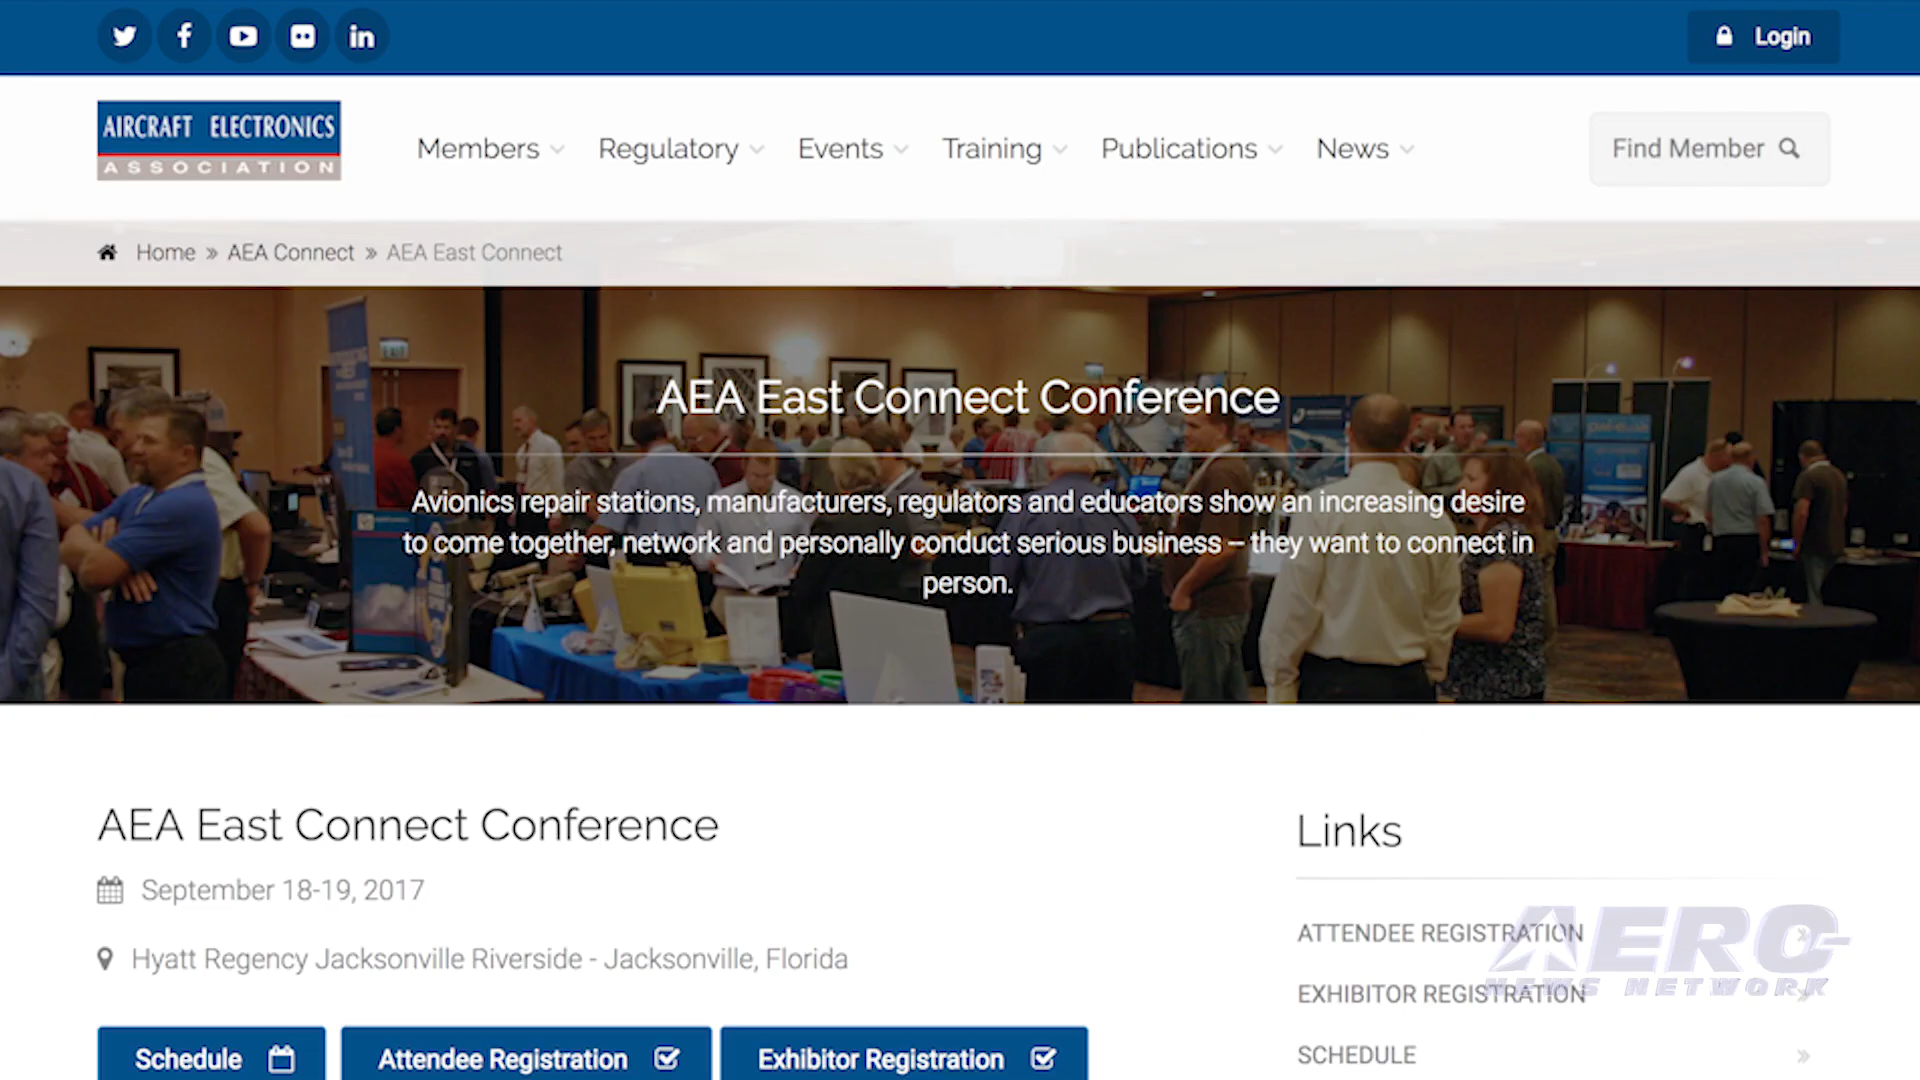 Login
AIRCRAFT ELECTRONICS
ASSOCIATION
Members Regulatory Events Training Publications News
Find Member
Home » AEA Connect » AEA East Connect
EXIT
AEA East Connect Conference
Avionics repair stations, manufacturers, regulators and educators show an increasing desire
to come together, network and personally conduct serious business – they want to connect in
person.
AEA East Connect Conference
September 18-19, 2017
Hyatt Regency Jacksonville Riverside - Jacksonville, Florida
Schedule
Attendee Registration
Exhibitor Registration
Links
ATTENDEE REGISTRATION »
EXHIBITOR REGISTRATION »
SCHEDULE »
AERO-
NEWS NETWORK